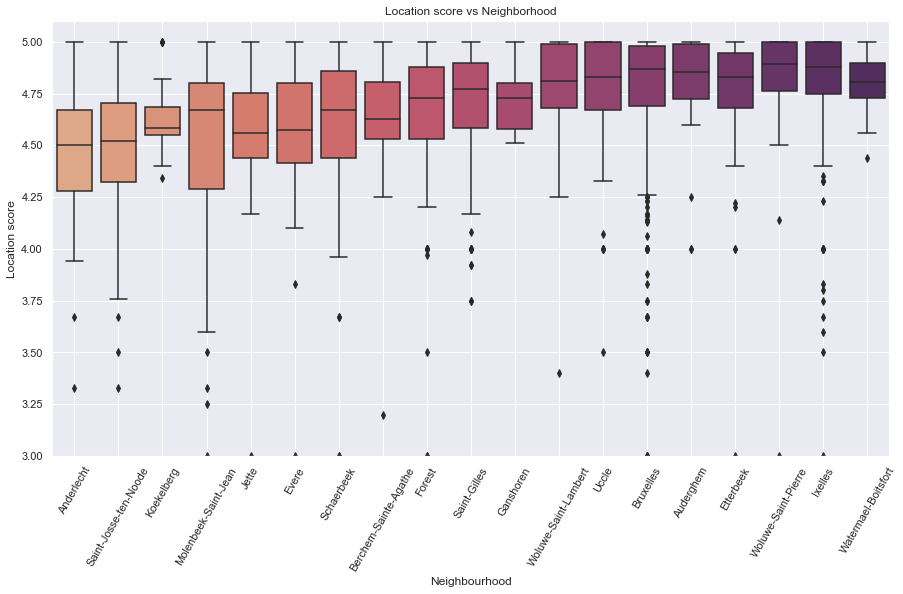 Location score vs Neighborhood
Location score
5.00
4.75
4.50
4.25
4.00
3.75
3.50
3.25
3.00
Anderlecht
Saint-Josse-ten-Noode
Koekelberg
Molenbeek-Saint-Jean
Jette
Evere
Schaerbeek
Berchem-Sainte-Agathe
Forest
Saint-Gilles
Ganshoren
Woluwe-Saint-Lambert
Uccle
Bruxelles
Auderghem
Etterbeek
Woluwe-Saint-Pierre
Ixelles
Watermael-Boitsfort
Neighbourhood